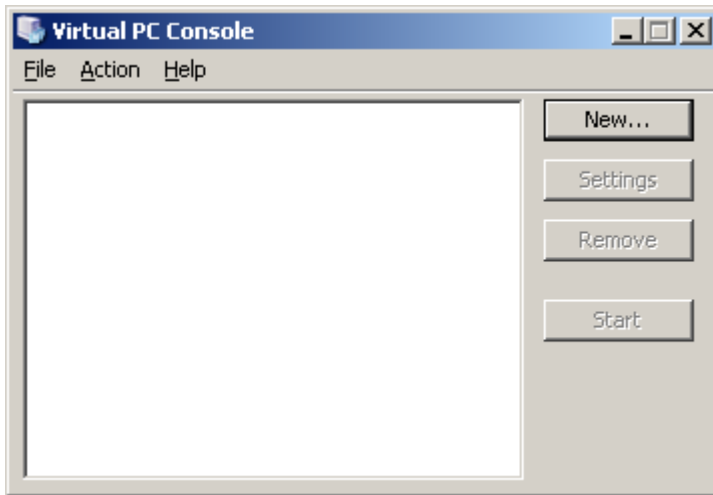 Virtual PC Console
File Action Help
New...
Settings
Remove
Start